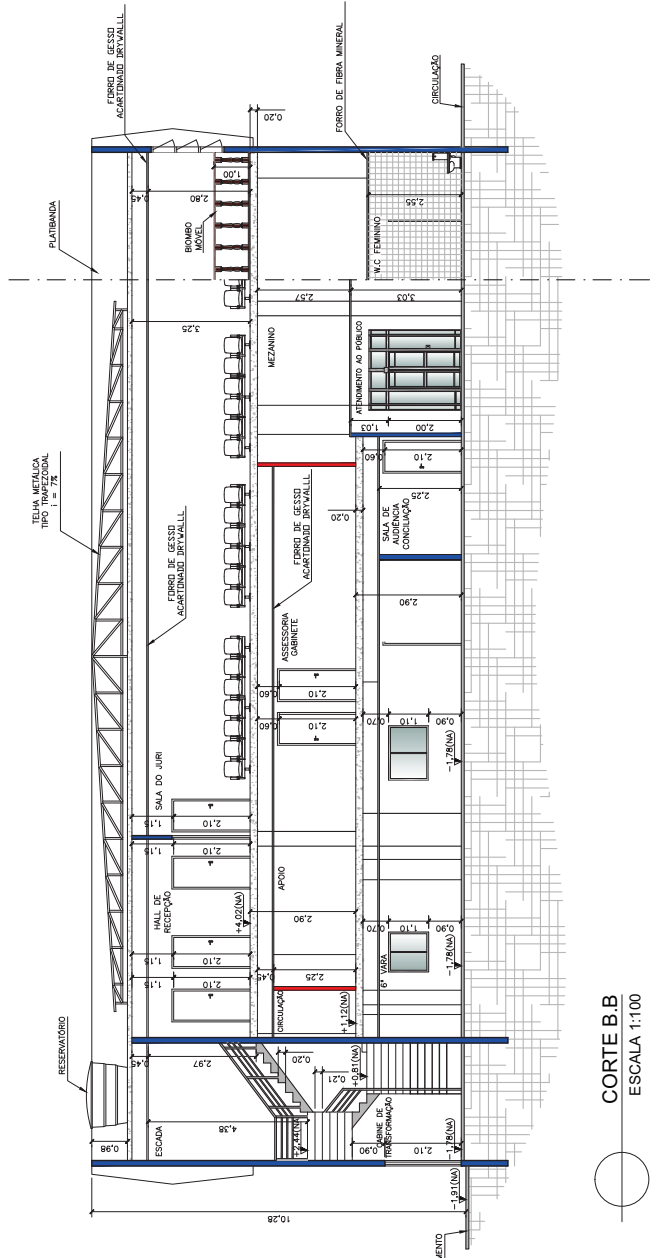 RESERVATÓRIO
TELHA METÁLICA
TIPO TRAPEZOIDAL
i = 7%
PLATIBANDA
FORRO DE GESSO
ACARTONADO DRYWALLL
0,98
0,45
0,45
ESCADA
4,38
2,97
HALL DE
RECEPÇÃO
1,15
1,15
1,15
1,15
2,10
2,10
2,10
2,10
SALA DO JURI
FORRO DE GESSO
ACARTONADO DRYWALLL
3,25
2,80
BIOMBO
MÓVEL
1,00
0,20
+4,02(NA)
10,28
+2,44(NA)
0,20
0,21
CIRCULAÇÃO
0,45
2,25
2,90
+1,12(NA)
APOIO
0,60
0,60
2,10
2,10
ASSESSORIA
GABINETE
FORRO DE GESSO
ACARTONADO DRYWALLL
0,20
MEZANINO
2,57
FORRO DE FIBRA MINERAL
+0,81(NA)
CABINE DE
TRANSFORMAÇÃO
0,90
2,10
-1,78(NA)
6ª VARA
0,70
1,10
0,90
-1,78(NA)
0,70
1,10
0,90
-1,78(NA)
2,90
SALA DE
AUDIÊNCIA
CONCILIAÇÃO
0,60
2,10
2,25
ATENDIMENTO AO PÚBLICO
1,03
2,00
3,03
W.C FEMININO
2,55
CIRCULAÇÃO
-1,91(NA)
MENTO
CORTE B.B
ESCALA 1:100